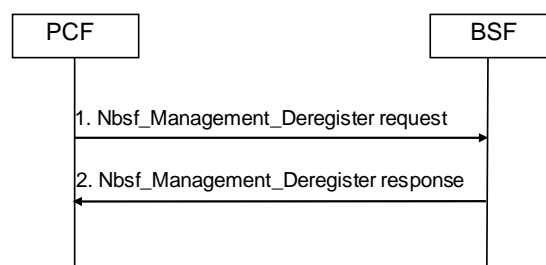 PCF
BSF
1. Nbsf_Management_Deregister request
2. Nbsf_Management_Deregister response